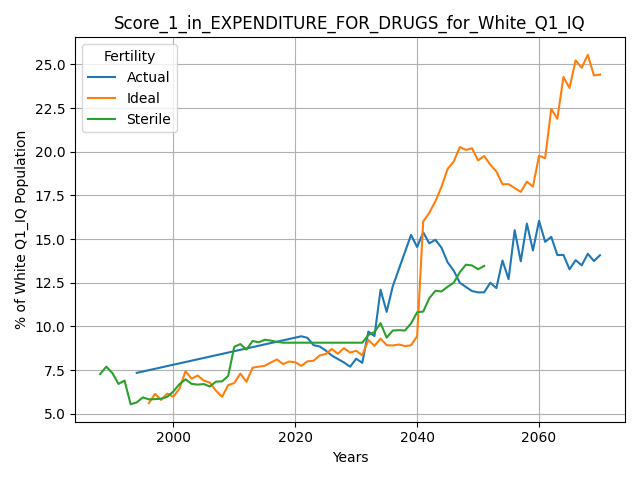 Score_1_in_EXPENDITURE_FOR_DRUGS_for_White_Q1_IQ
Fertility
Actual
Ideal
Sterile
% of White Q1_IQ Population
25.0
22.5
20.0
17.5
15.0
12.5
10.0
7.5
5.0
2000 2020 2040 2060
Years